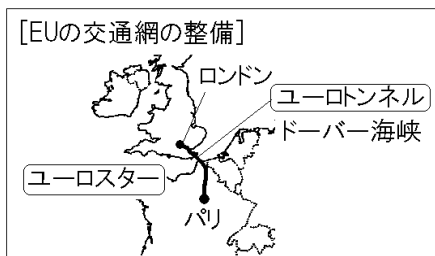 [EUの交通網の整備]
ロンドン
ユーロトンネル
ドーバー海峡
ユーロスター
パリ